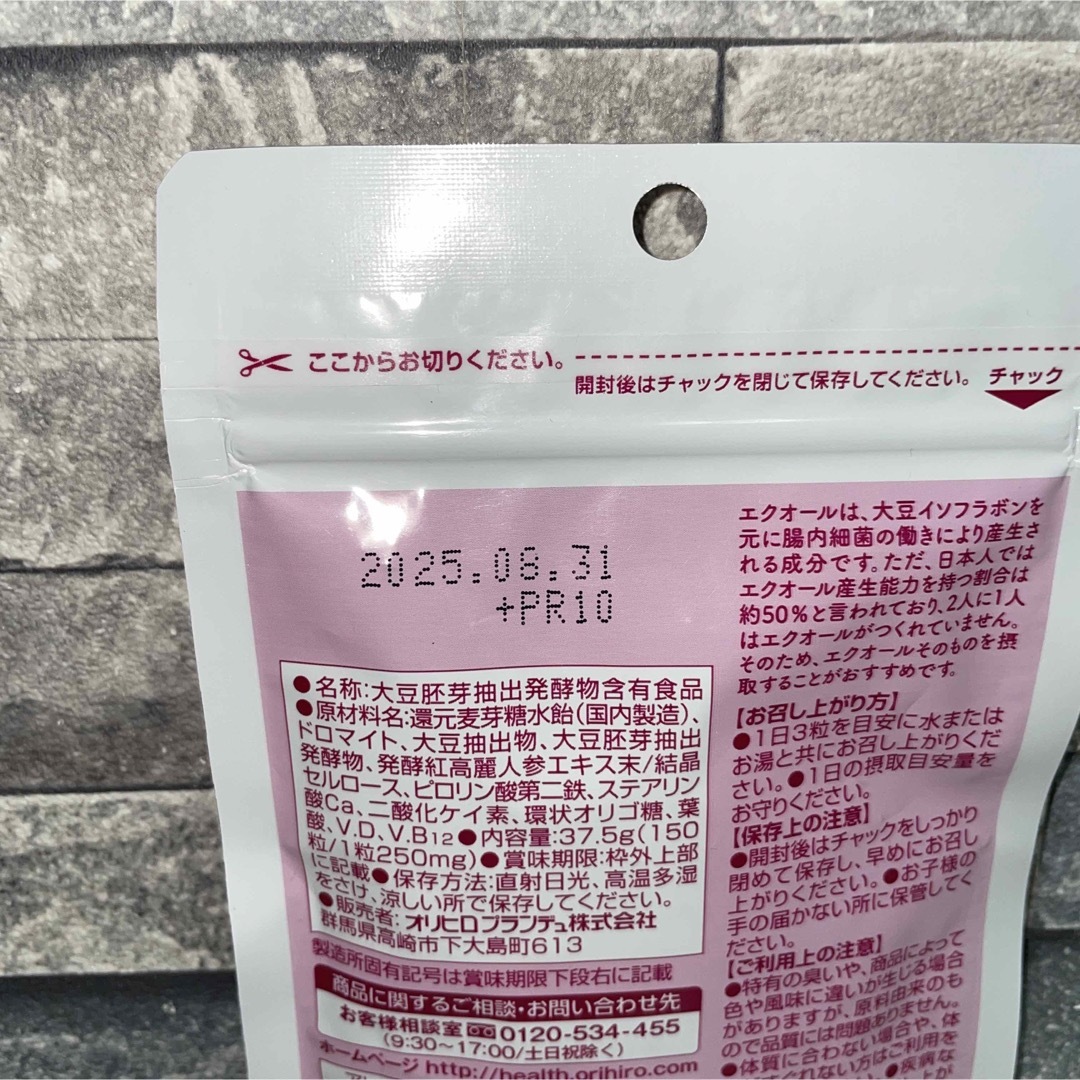 ここからお切りください。
開封後はチャックを閉じて保存してください。 チャック
2025.08.31
+PR10
●名称:大豆胚芽抽出発酵物含有食品
●原材料名:還元麦芽糖水飴(国内製造)、
ドロマイト、大豆抽出物、大豆胚芽抽出
発酵物、発酵紅高麗人参エキス末/結晶
セルロース、ピロリン酸第二鉄、ステアリン
酸Ca、二酸化ケイ素、環状オリゴ糖、葉
酸、V.D、V.B12●内容量:37.5g(150
粒/1粒250mg)●賞味期限:枠外上部
に記載●保存方法:直射日光、高温多湿
をさけ、涼しい所で保存してください。
●販売者:オリヒロプランデュ株式会社
群馬県高崎市下大島町613
製造所固有記号は賞味期限下段右に記載
商品に関するご相談・お問い合わせ先
お客様相談室 0120-534-455
(9:30~17:00/土日祝除く)
ホームページ http://health.orihiro.com
エクオールは、大豆イソフラボンを
元に腸内細菌の働きにより産生さ
れる成分です。ただ、日本人では
エクオール産生能力を持つ割合は
約50%と言われており、2人に1人
はエクオールがつくれていません。
そのため、エクオールそのものを摂
取することがおすすめです。
【お召し上がり方】
●1日3粒を目安に水または
お湯と共にお召し上がりくだ
さい。●1日の摂取目安量を
お守りください。
【保存上の注意】
●開封後はチャックをしっかり
閉めて保存し、早めにお召し
上がりください。●お子様の
手の届かない所に保管してく
ださい。
【ご利用上の注意】
●特有の臭いや、商品によって
色や風味に違いが生じる場合
がありますが、原料由来のも
ので品質には問題ありません。
●体質に合わない場合や、体
すぐれない方はご利用を
●疾病な